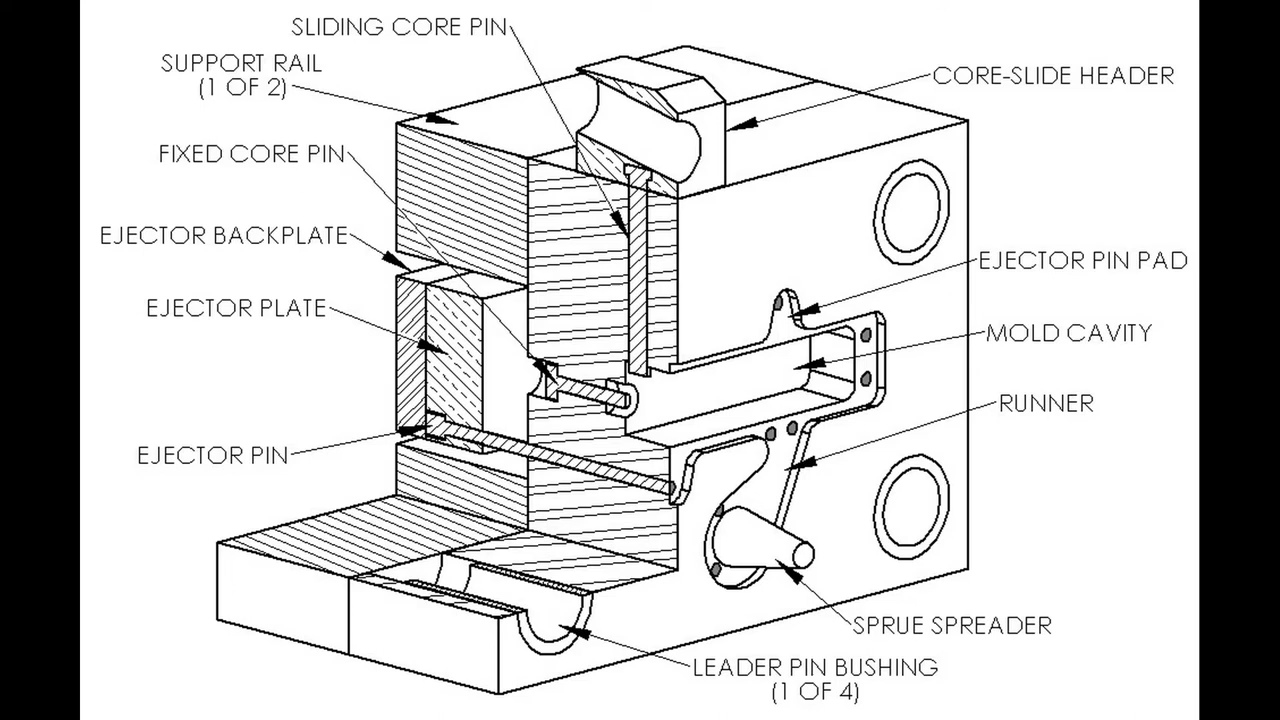 SLIDING CORE PIN
SUPPORT RAIL
(1 OF 2)
CORE-SLIDE HEADER
FIXED CORE PIN
EJECTOR BACKPLATE
EJECTOR PIN PAD
EJECTOR PLATE
MOLD CAVITY
RUNNER
EJECTOR PIN
SPRUE SPREADER
LEADER PIN BUSHING
(1 OF 4)